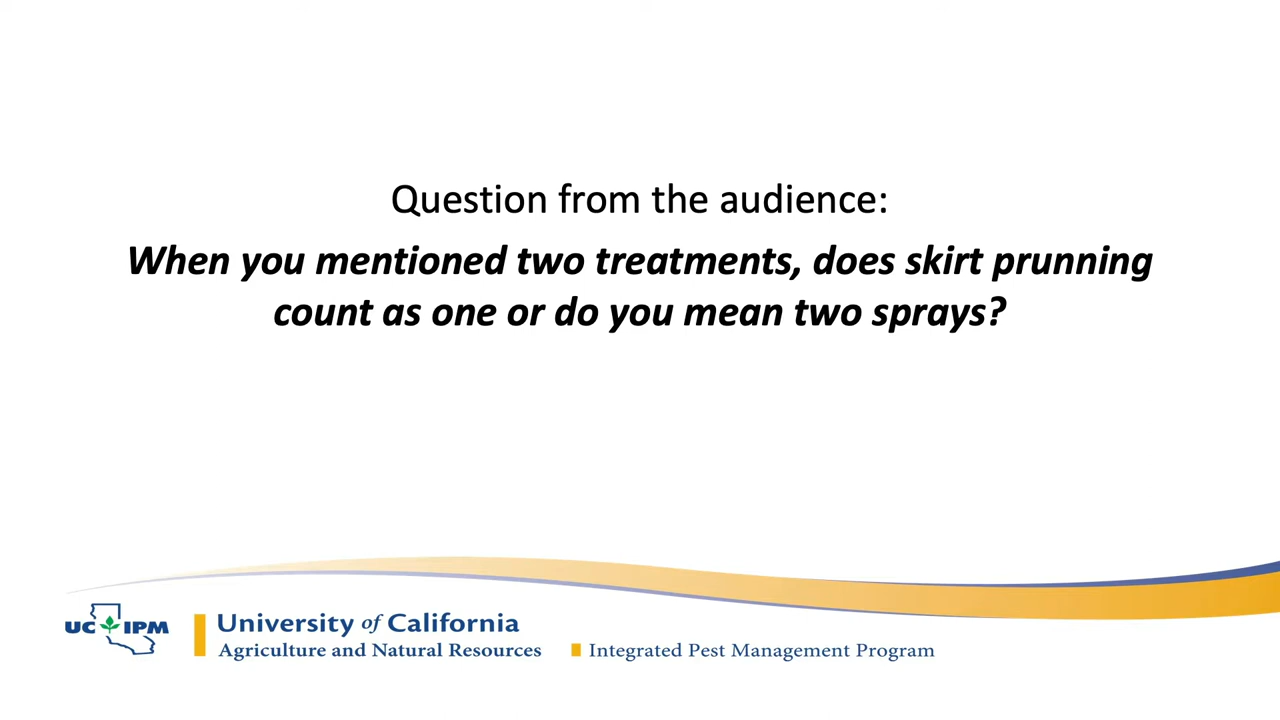 Question from the audience:
When you mentioned two treatments, does skirt prunning
count as one or do you mean two sprays?
UC IPM
University of California
Agriculture and Natural Resources
Integrated Pest Management Program